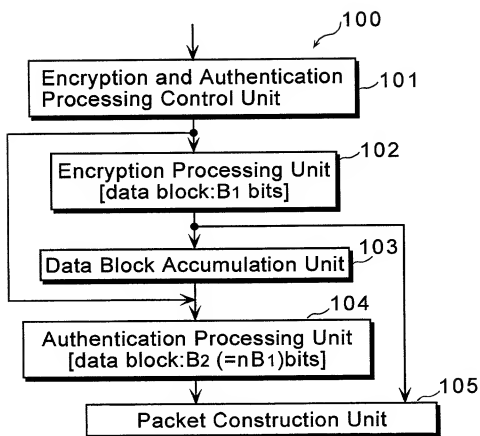 100
Encryption and Authentication
Processing Control Unit
101
102
Encryption Processing Unit
[data block:B1 bits]
103
Data Block Accumulation Unit
104
Authentication Processing Unit
[data block:B2 (=nB1)bits]
105
Packet Construction Unit